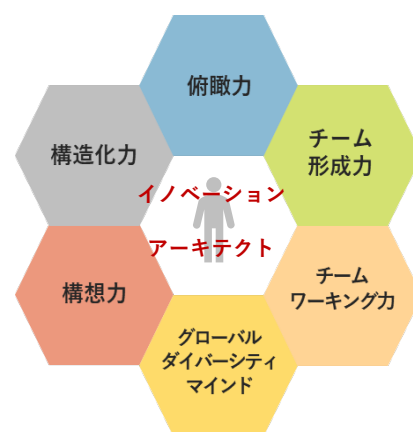 俯瞰力
チーム
形成力
構造化力
イノベーション
アーキテクト
構想力
チーム
ワーキング力
グローバル
ダイバーシティ
マインド